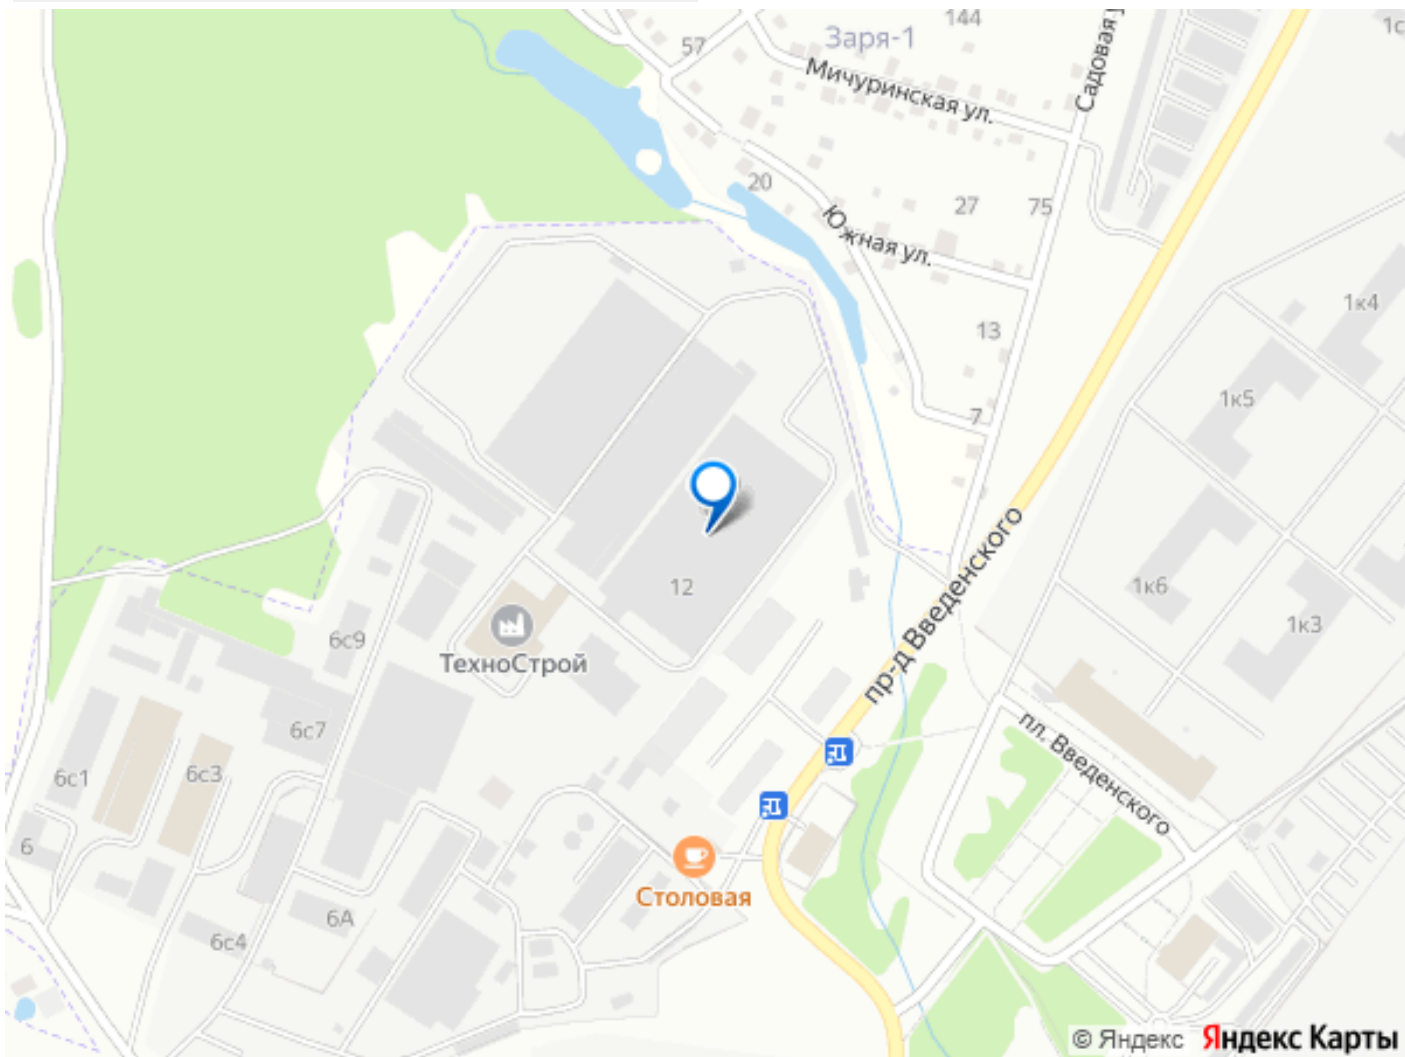 144
1с
57
Заря-1
Мичуринская ул.
Садовая у
20
27
75
Южная ул.
13
1к4
7
1к5
12
пр-д Введенского
1к6
1к3
6с9
ТехноСтрой
6с7
6с1
6с3
пл. Введенского
6
Столовая
6А
6с4
© Яндекс Яндекс Карты